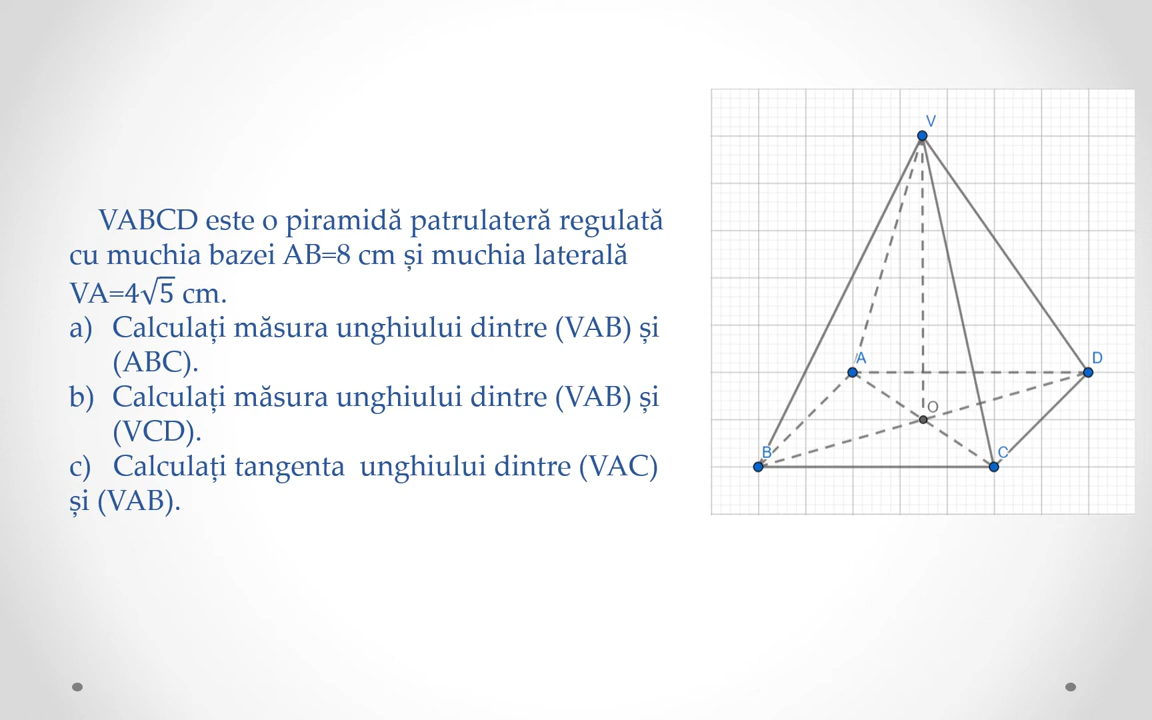 VABCD este o piramidă patrulateră regulată
cu muchia bazei AB=8 cm și muchia laterală
VA=4√5 cm.
a) Calculați măsura unghiului dintre (VAB) și
(ABC).
b) Calculați măsura unghiului dintre (VAB) și
(VCD).
c) Calculați tangenta unghiului dintre (VAC)
și (VAB).
V
A
D
O
B
C